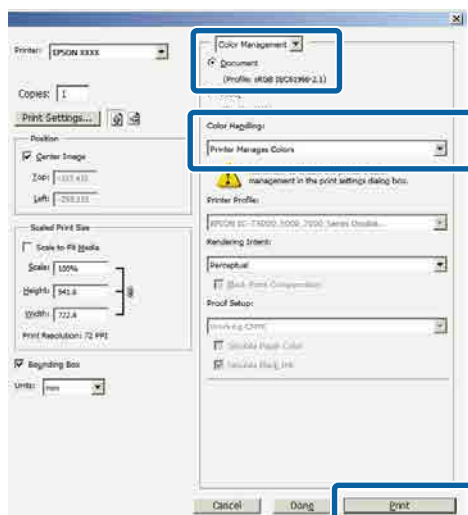 Printer: EPSON XXXX
Copies: 1
Print Settings...
Position
Center Image
Top:
Left:
Scaled Print Size
Scale to Fit Media
Scale: 100%
Height: 541.8
Width: 722.4
Print Resolution: 72 PPI
Bounding Box
Units: mm
Color Management
Document
(Profile: sRGB IEC61966-2.1)
Color Handling:
Printer Manages Colors
management in the print settings dialog box.
Printer Profile:
Rendering Intent:
Perceptual
Black Point Compensation
Proof Setup:
Working CMYK
Simulate Paper Color
Simulate Black Ink
Cancel
Done
Print